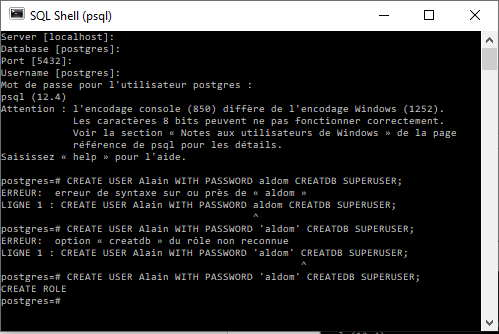 SQL Shell (psql)
Server [localhost]:
Database [postgres]:
Port [5432]:
Username [postgres]:
Mot de passe pour l'utilisateur postgres :
psql (12.4)
Attention : l'encodage console (850) diffère de l'encodage Windows (1252).
Les caractères 8 bits peuvent ne pas fonctionner correctement.
Voir la section « Notes aux utilisateurs de Windows » de la page
référence de psql pour les détails.
Saisissez « help » pour l'aide.
postgres=# CREATE USER Alain WITH PASSWORD aldom CREATDB SUPERUSER;
ERREUR:  erreur de syntaxe sur ou près de « aldom »
LIGNE 1 : CREATE USER Alain WITH PASSWORD aldom CREATDB SUPERUSER;
^
postgres=# CREATE USER Alain WITH PASSWORD 'aldom' CREATDB SUPERUSER;
ERREUR:  option « creatdb » du rôle non reconnue
LIGNE 1 : CREATE USER Alain WITH PASSWORD 'aldom' CREATDB SUPERUSER;
^
postgres=# CREATE USER Alain WITH PASSWORD 'aldom' CREATEDB SUPERUSER;
CREATE ROLE
postgres=#